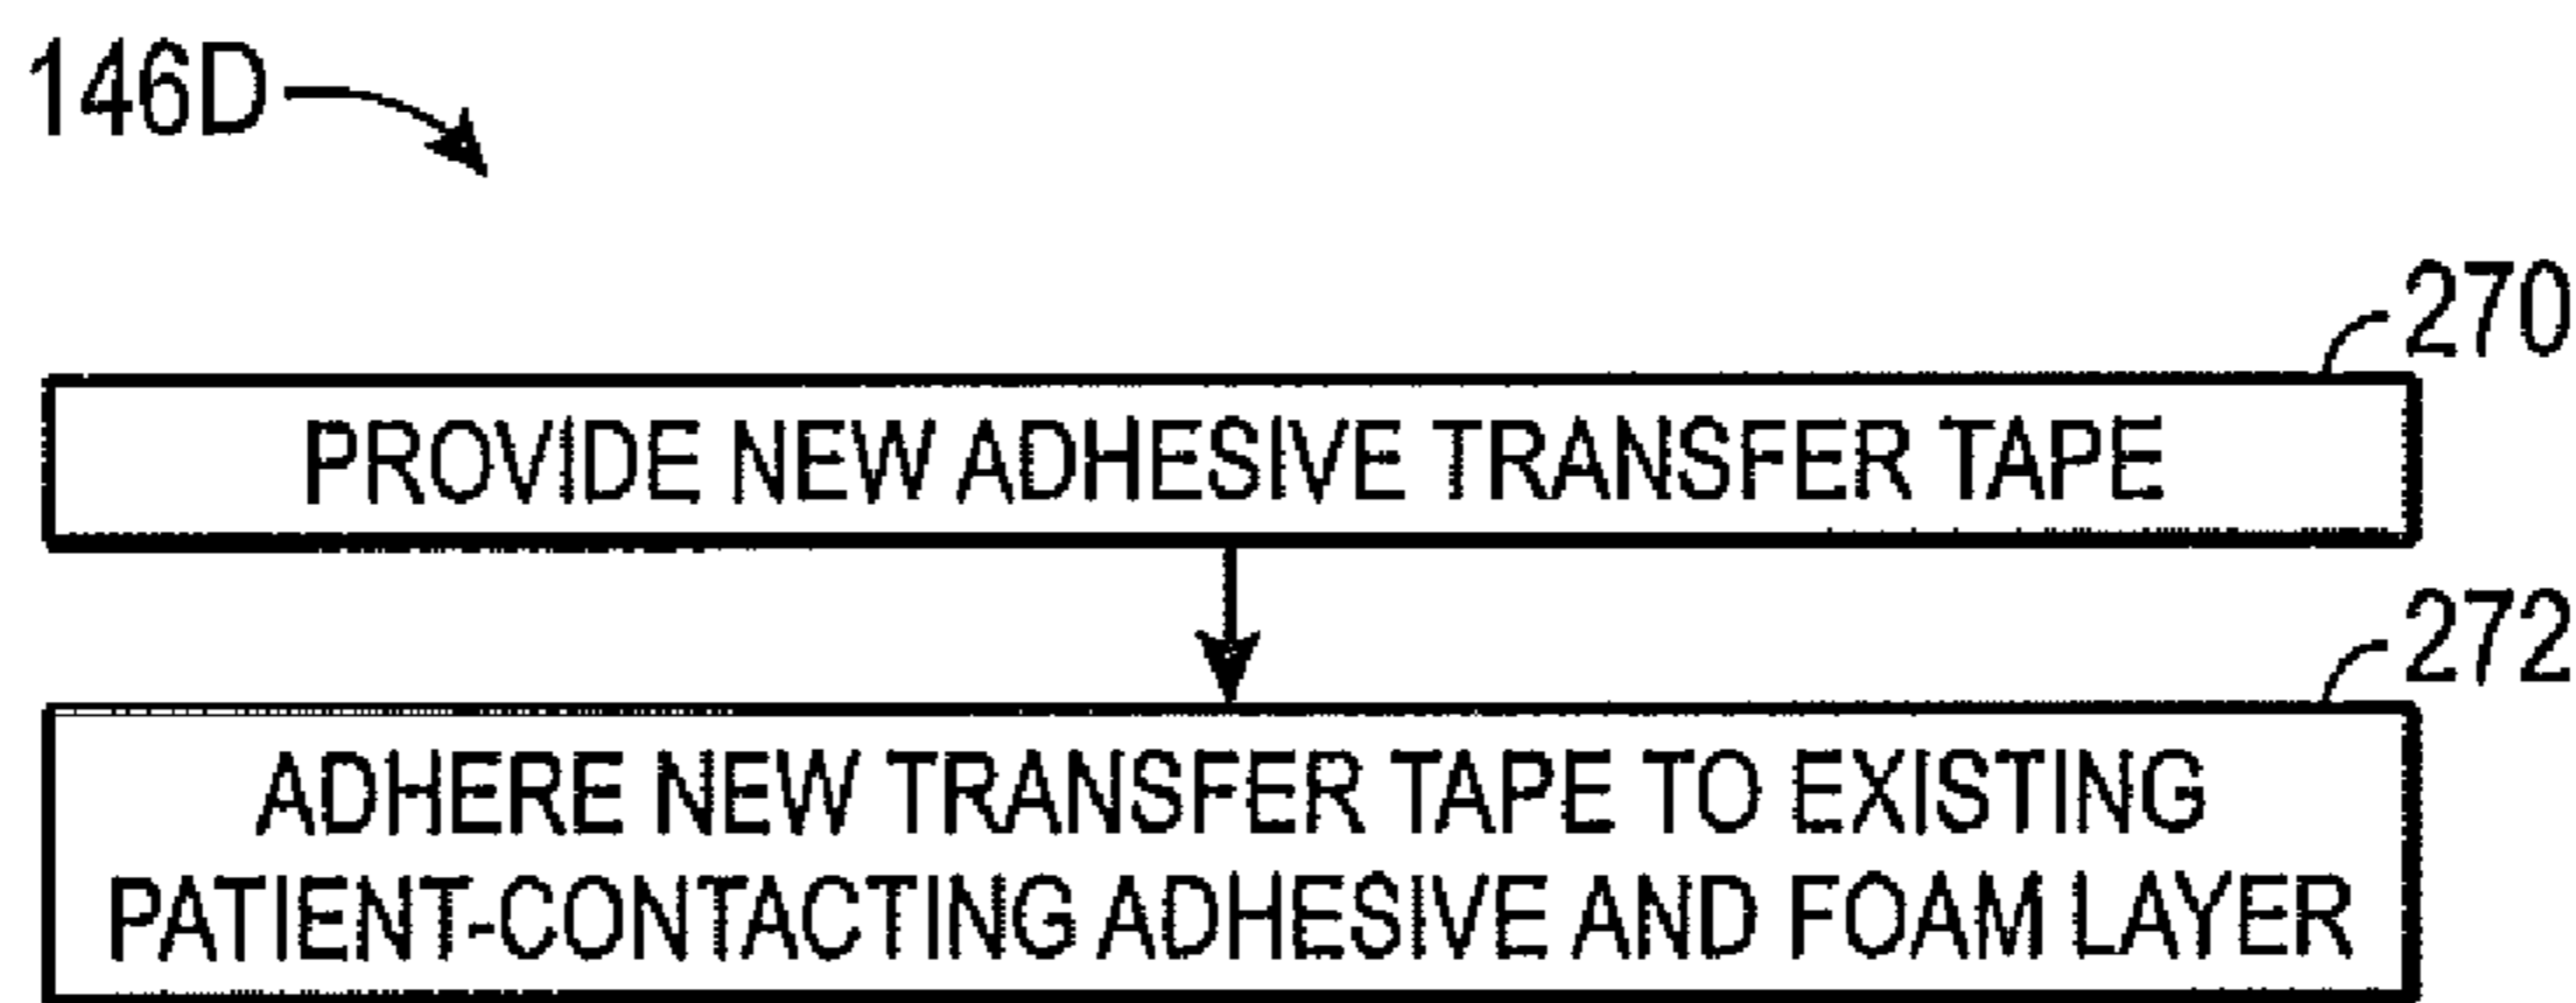 146D
270
PROVIDE NEW ADHESIVE TRANSFER TAPE
272
ADHERE NEW TRANSFER TAPE TO EXISTING
PATIENT-CONTACTING ADHESIVE AND FOAM LAYER